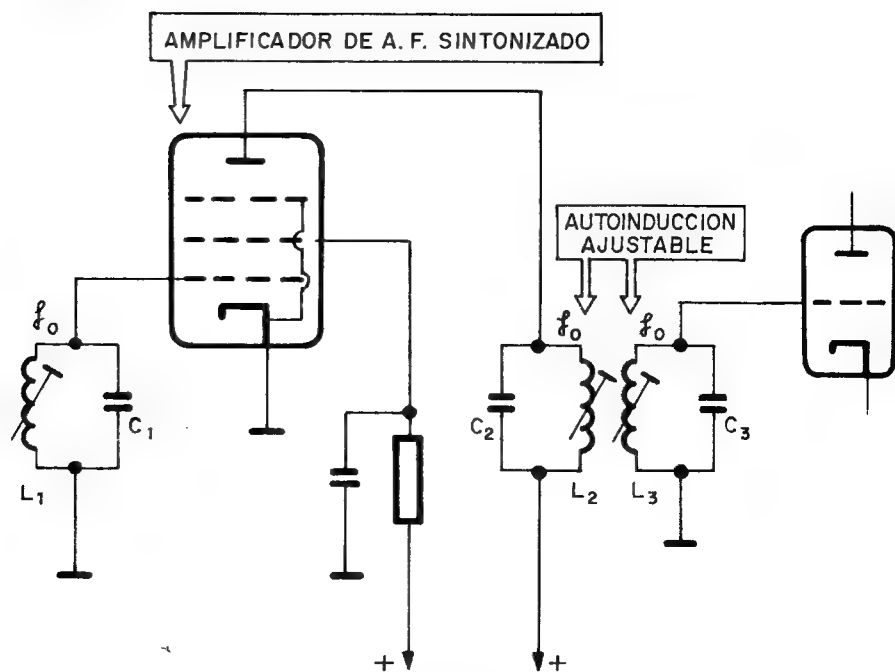 AMPLIFICADOR DE A. F. SINTONIZADO
AUTOINDUCCION
AJUSTABLE
f₀
f₀
f₀
C₁
C₂
C₃
L₁
L₂
L₃
+
+